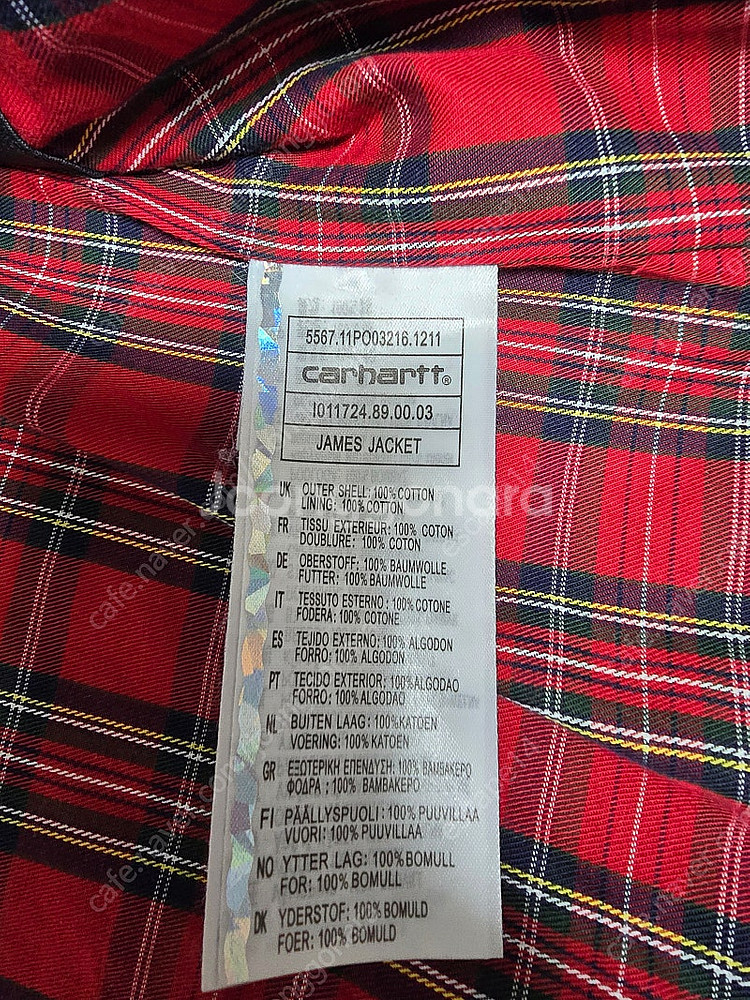 5567.11PO03216.1211
carhartt®
I011724.89.00.03
JAMES JACKET
UK OUTER SHELL: 100% COTTON
LINING: 100% COTTON
FR TISSU EXTERIEUR: 100% COTON
DOUBLURE: 100% COTON
DE OBERSTOFF: 100% BAUMWOLLE
FUTTER: 100% BAUMWOLLE
IT TESSUTO ESTERNO: 100% COTONE
FODERA: 100% COTONE
ES TEJIDO EXTERNO: 100% ALGODON
FORRO: 100% ALGODON
PT TECIDO EXTERIOR: 100% ALGODAO
FORRO: 100% ALGODAO
NL BUITEN LAAG: 100% KATOEN
VOERING: 100% KATOEN
GR ΕΞΩΤΕΡΙΚΗ ΕΠΕΝΔΥΣΗ: 100% ΒΑΜΒΑΚΕΡΟ
ΦΟΔΡΑ : 100% ΒΑΜΒΑΚΕΡΟ
FI PÄÄLLYSPUOLI: 100% PUUVILLAA
VUORI: 100% PUUVILLAA
NO YTTER LAG: 100% BOMULL
FOR: 100% BOMULL
DK YDERSTOF: 100% BOMULD
FOER: 100% BOMULD
Joonggonara